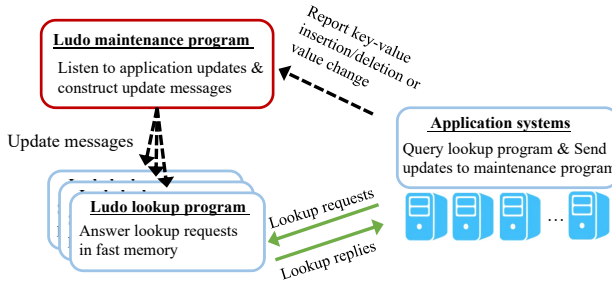 Ludo maintenance program
Listen to application updates &
construct update messages
Report key-value
insertion/deletion or
value change
Update messages
Application systems
Query lookup program & Send
updates to maintenance program
Ludo lookup program
Answer lookup requests
in fast memory
Lookup requests
Lookup replies
...